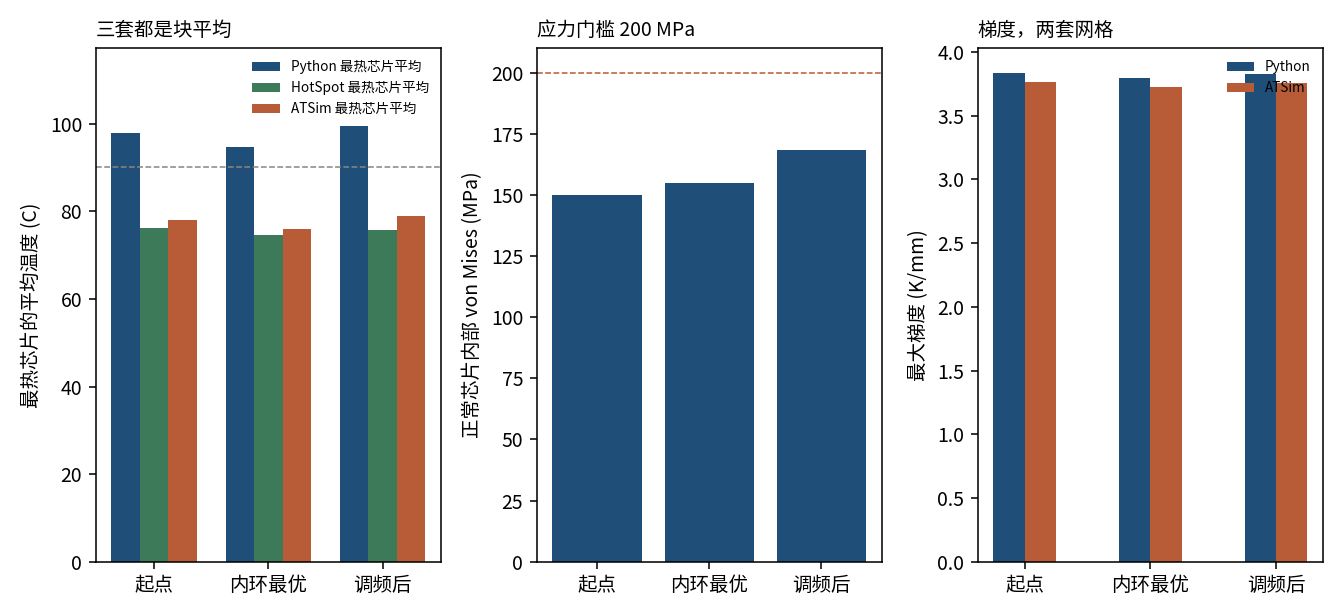 三套都是块平均
最热芯片的平均温度 (C)
100
80
60
40
20
0
Python 最热芯片平均
HotSpot 最热芯片平均
ATSim 最热芯片平均
起点
内环最优
调频后
应力门槛 200 MPa
正常芯片内部 von Mises (MPa)
200
175
150
125
100
75
50
25
0
起点
内环最优
调频后
梯度，两套网格
最大梯度 (K/mm)
4.0
3.5
3.0
2.5
2.0
1.5
1.0
0.5
0.0
Python
ATSim
起点
内环最优
调频后